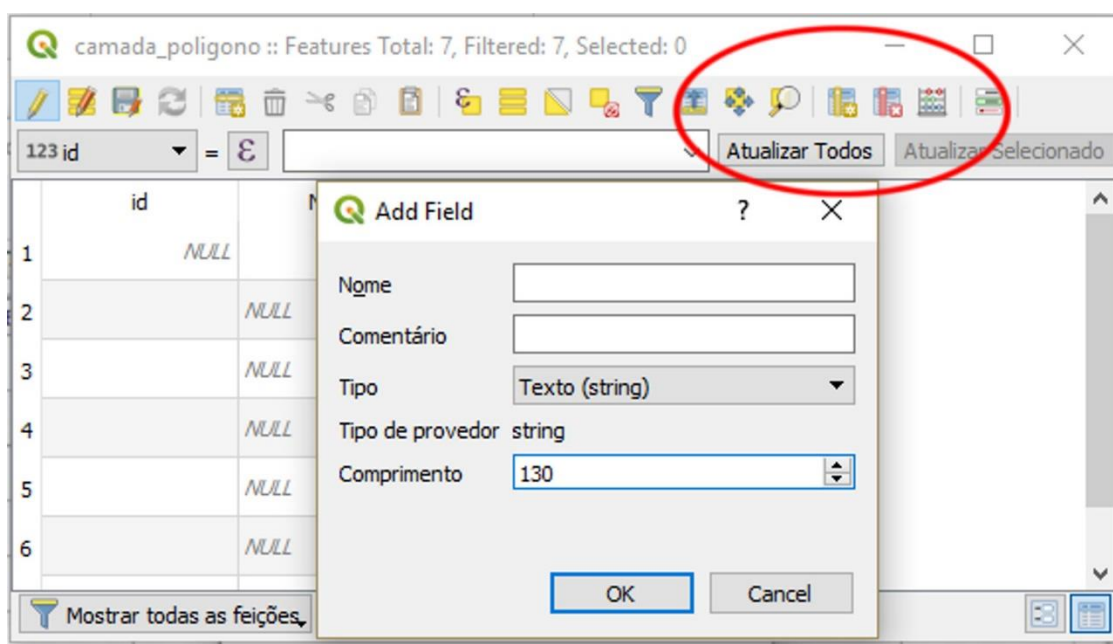 camada_poligono :: Features Total: 7, Filtered: 7, Selected: 0
123 id = ε Atualizar Todos Atualizar Selecionado
id N
1 NULL
2 NULL
3 NULL
4 NULL
5 NULL
6 NULL
Add Field ?
Nome
Comentário
Tipo Texto (string)
Tipo de provedor string
Comprimento 130
OK Cancel
Mostrar todas as feições